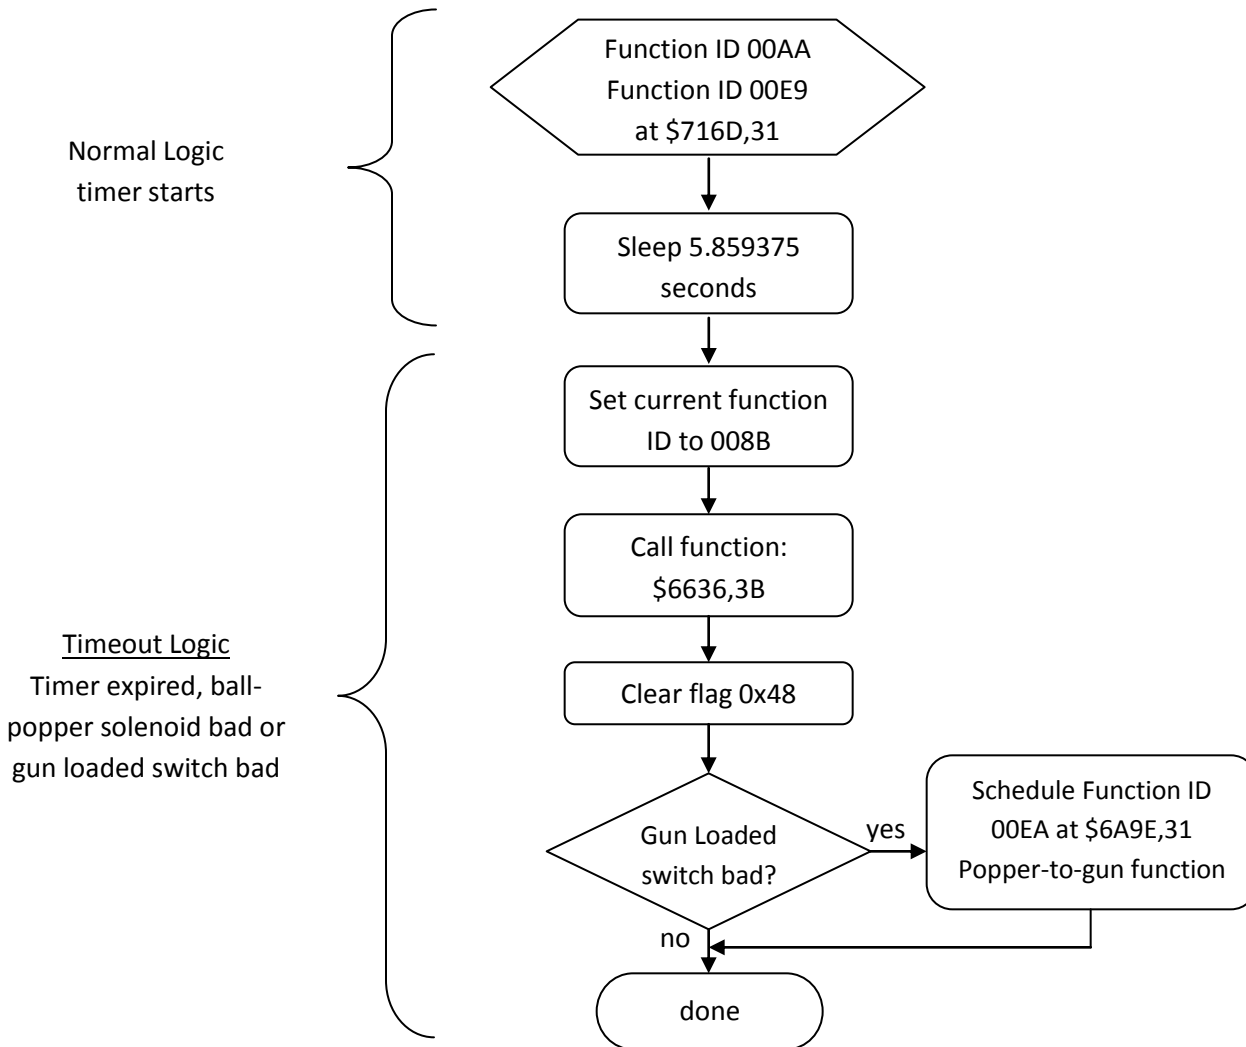 Function ID 00AA
Function ID 00E9
at $716D,31
Normal Logic
timer starts
Sleep 5.859375
seconds
Set current function
ID to 008B
Call function:
$6636,3B
Timeout Logic
Timer expired, ball-
popper solenoid bad or
gun loaded switch bad
Clear flag 0x48
Gun Loaded
switch bad?
yes
Schedule Function ID
00EA at $6A9E,31
Popper-to-gun function
no
done